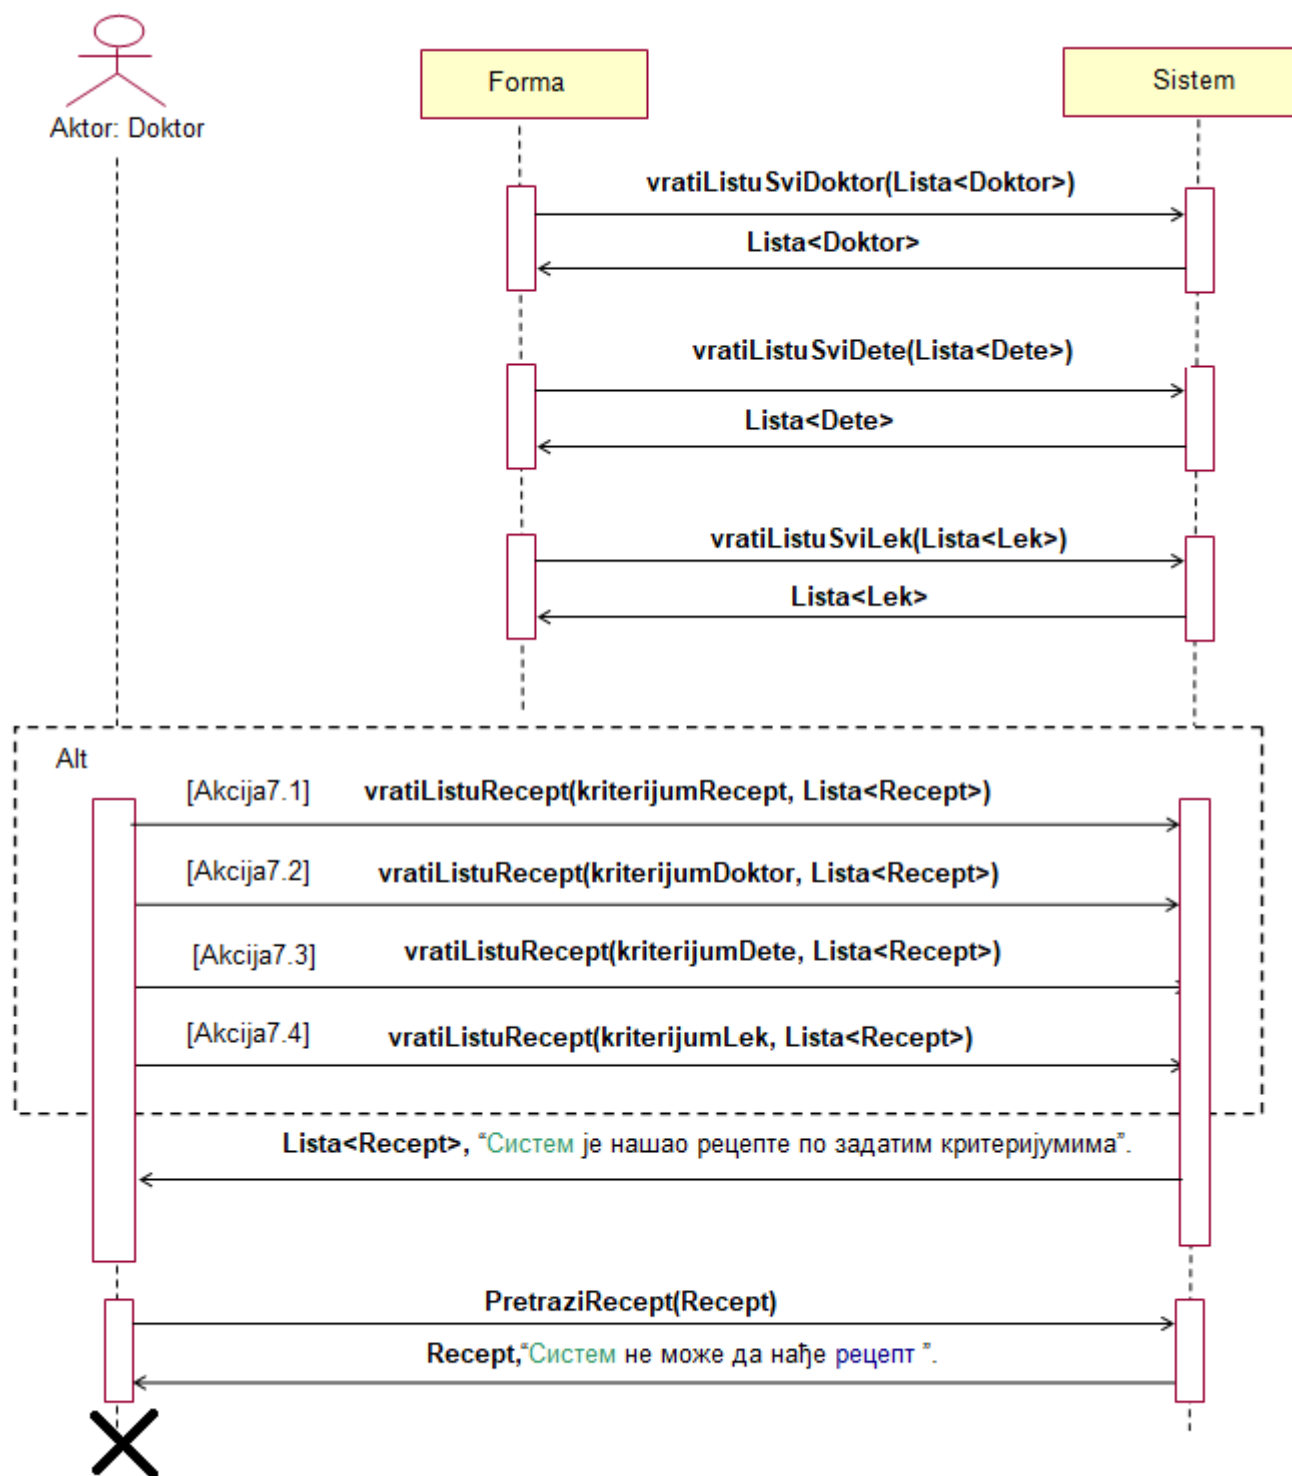 Forma
Sistem
Aktor: Doktor
vratiListuSviDoktor(Lista<Doktor>)
Lista<Doktor>
vratiListuSviDete(Lista<Dete>)
Lista<Dete>
vratiListuSviLek(Lista<Lek>)
Lista<Lek>
Alt
[Akcija7.1] vratiListuRecept(kriterijumRecept, Lista<Recept>)
[Akcija7.2] vratiListuRecept(kriterijumDoktor, Lista<Recept>)
[Akcija7.3] vratiListuRecept(kriterijumDete, Lista<Recept>)
[Akcija7.4] vratiListuRecept(kriterijumLek, Lista<Recept>)
Lista<Recept>, “Систем је нашао рецепте по задатим критеријумима”.
PretraziRecept(Recept)
Recept,“Систем не може да нађе рецепт ”.